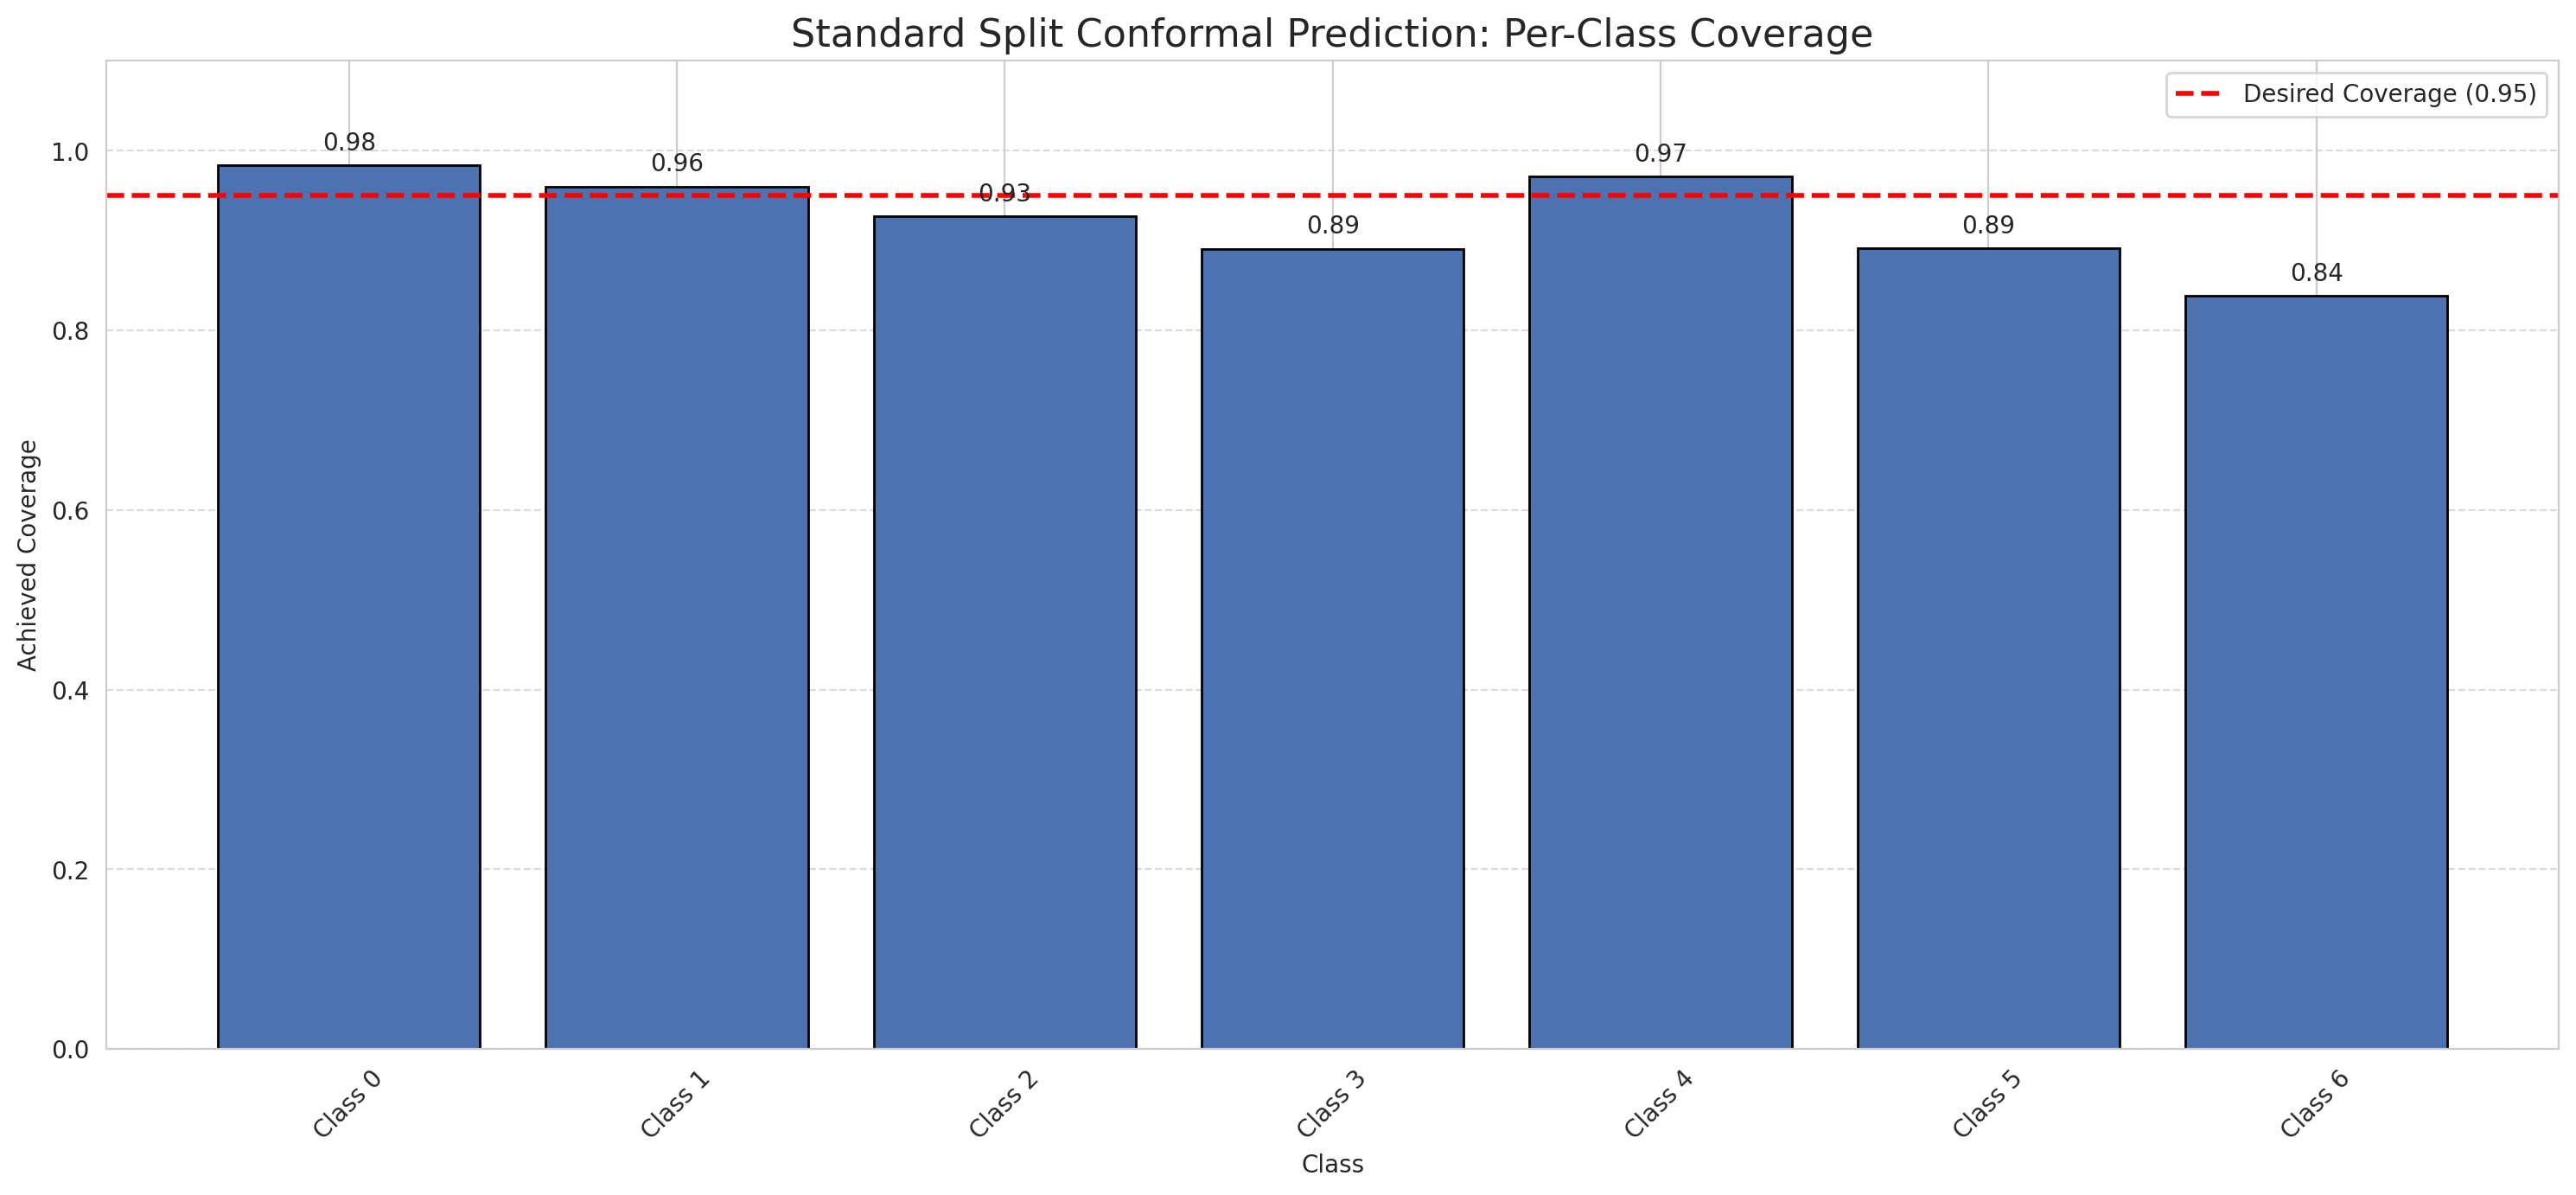 Standard Split Conformal Prediction: Per-Class Coverage
Desired Coverage (0.95)
Achieved Coverage
1.0
0.8
0.6
0.4
0.2
0.0
0.98
0.96
0.93
0.89
0.97
0.89
0.84
Class 0
Class 1
Class 2
Class 3
Class 4
Class 5
Class 6
Class